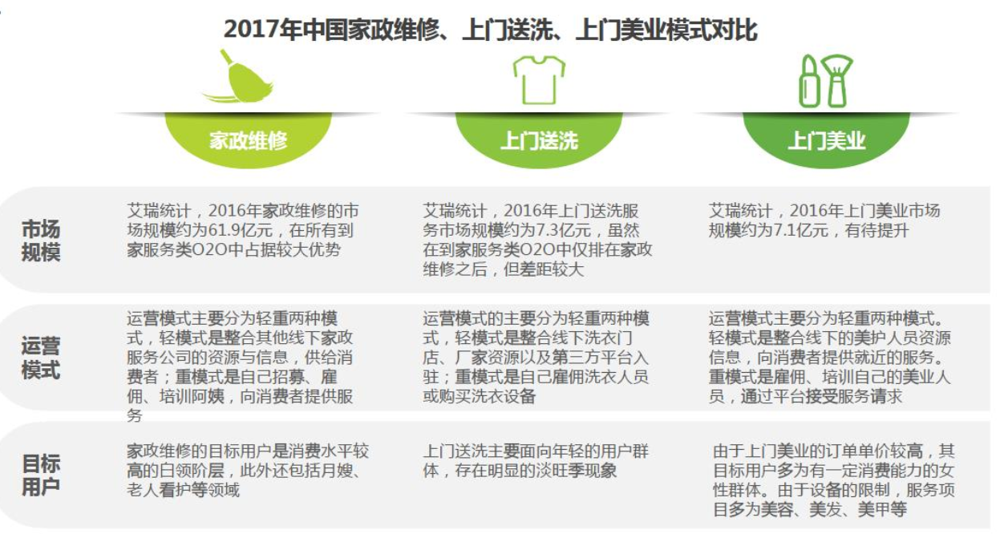 2017年中国家政维修、上门送洗、上门美业模式对比
家政维修
上门送洗
上门美业
市场
规模
艾瑞统计，2016年家政维修的市
场规模约为61.9亿元，在所有到
家服务类O2O中占据较大优势
艾瑞统计，2016年上门送洗服
务市场规模约为7.3亿元，虽然
在到家服务类O2O中仅排在家政
维修之后，但差距较大
艾瑞统计，2016年上门美业市场
规模约为7.1亿元，有待提升
运营
模式
运营模式主要分为轻重两种模
式，轻模式是整合其他线下家政
服务公司的资源与信息，供给消
费者；重模式是自己招募、雇
佣、培训阿姨，向消费者提供服
务
运营模式的主要分为轻重两种模
式，轻模式是整合线下洗衣门
店、厂家资源以及第三方平台入
驻；重模式是自己雇佣洗衣人员
或购买洗衣设备
运营模式主要分为轻重两种模式。
轻模式是整合线下的美护人员资源
信息，向消费者提供就近的服务。
重模式是雇佣、培训自己的美业人
员，通过平台接受服务请求
目标
用户
家政维修的目标用户是消费水平较
高的白领阶层，此外还包括月嫂、
老人看护等领域
上门送洗主要面向年轻的用户群
体，存在明显的淡旺季现象
由于上门美业的订单单价较高，其
目标用户多为有一定消费能力的女
性群体。由于设备的限制，服务项
目多为美容、美发、美甲等